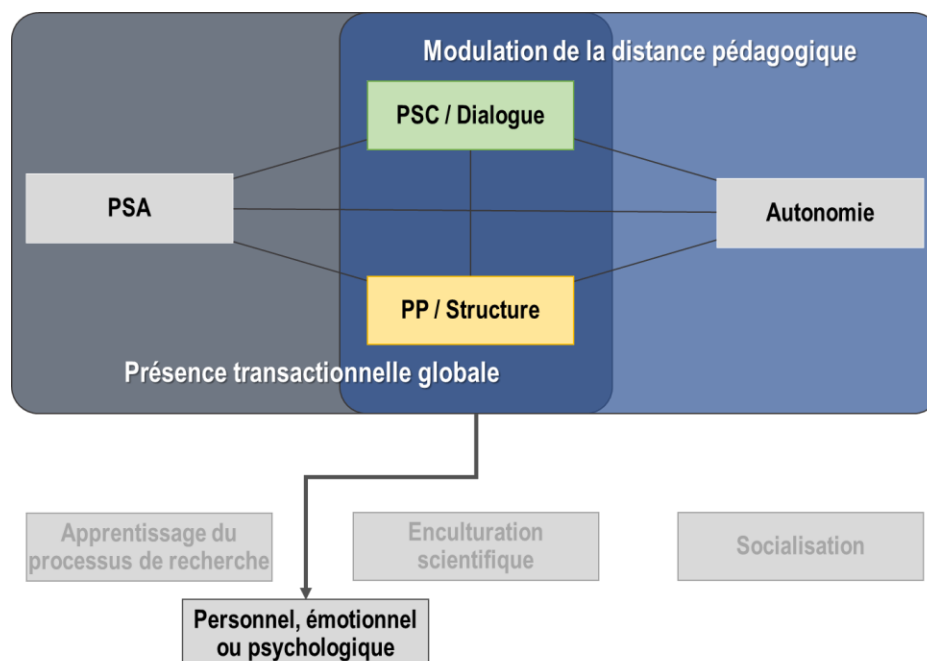 Modulation de la distance pédagogique
PSC / Dialogue
PSA
Autonomie
PP / Structure
Présence transactionnelle globale
Apprentissage du
processus de recherche
Enculturation
scientifique
Socialisation
Personnel, émotionnel
ou psychologique